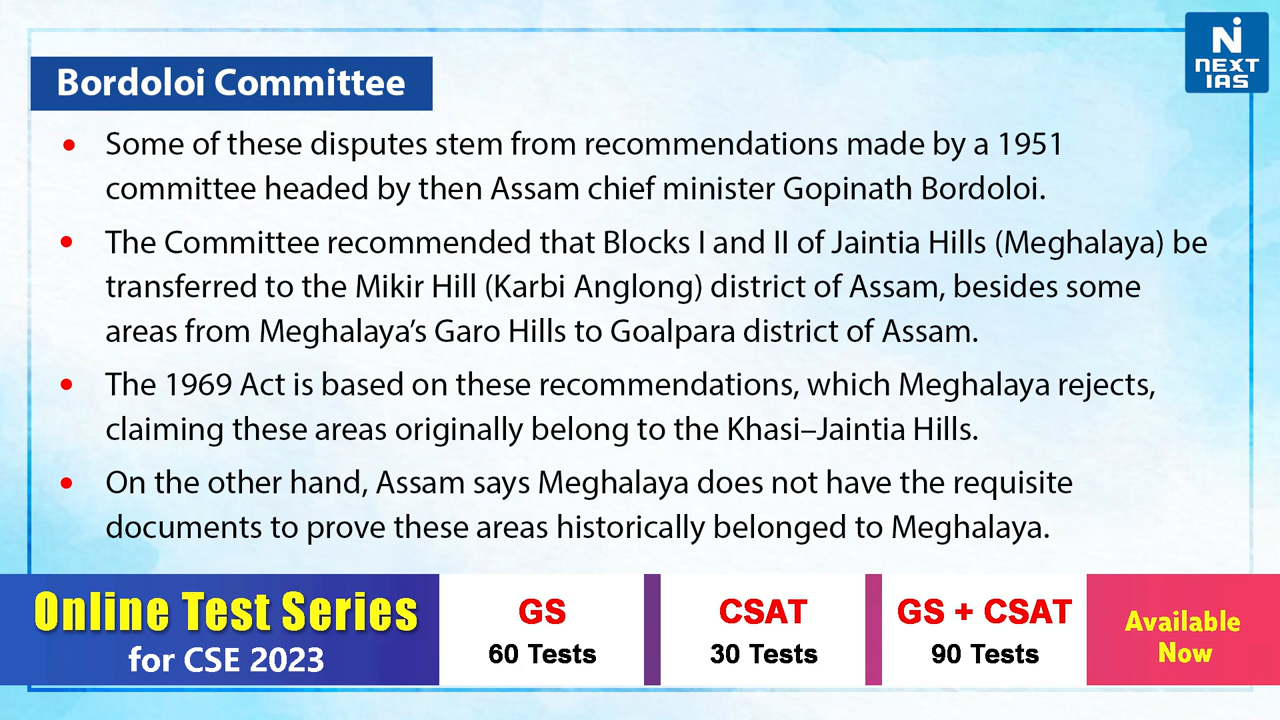 NEXT
IAS
Bordoloi Committee
• Some of these disputes stem from recommendations made by a 1951
committee headed by then Assam chief minister Gopinath Bordoloi.
• The Committee recommended that Blocks I and II of Jaintia Hills (Meghalaya) be
transferred to the Mikir Hill (Karbi Anglong) district of Assam, besides some
areas from Meghalaya’s Garo Hills to Goalpara district of Assam.
• The 1969 Act is based on these recommendations, which Meghalaya rejects,
claiming these areas originally belong to the Khasi–Jaintia Hills.
• On the other hand, Assam says Meghalaya does not have the requisite
documents to prove these areas historically belonged to Meghalaya.
Online Test Series
for CSE 2023
GS
60 Tests
CSAT
30 Tests
GS + CSAT
90 Tests
Available
Now